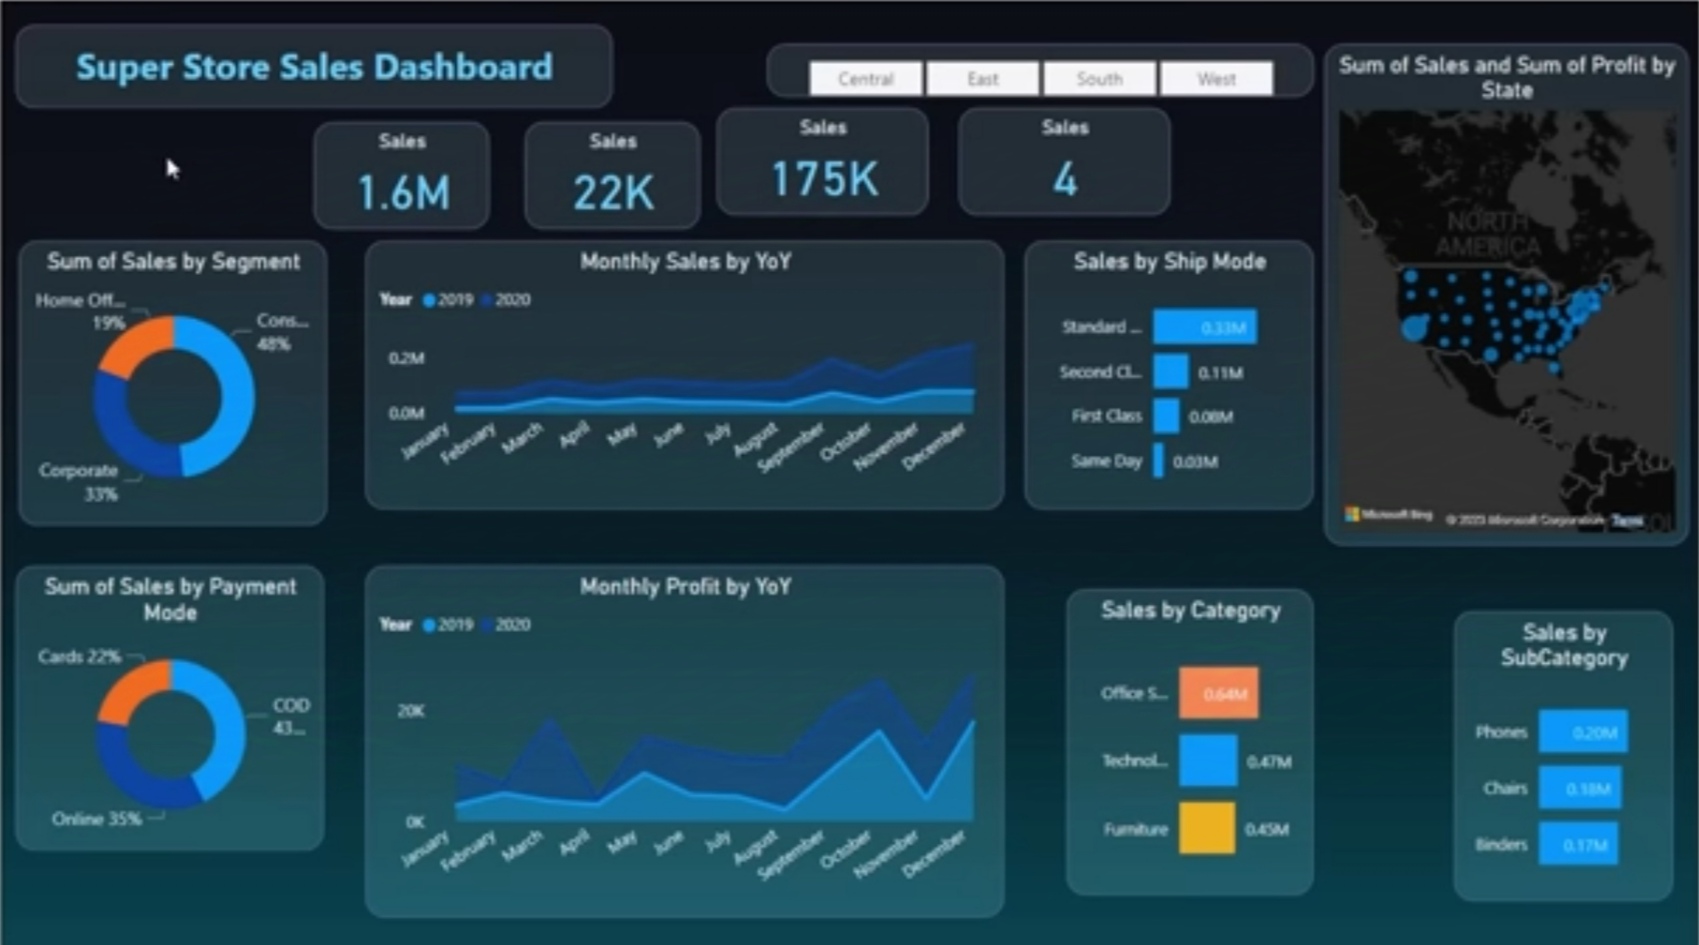 Super Store Sales Dashboard
Central
East
South
West
Sum of Sales and Sum of Profit by
State
Sales
1.6M
Sales
22K
Sales
175K
Sales
4
NORTH
AMERICA
Microsoft Bing
© 2023 Microsoft Corporation Terms
Sum of Sales by Segment
Home Off...
19%
Cons...
48%
Corporate
33%
Monthly Sales by YoY
Year 2019 2020
0.2M
0.0M
January
February
March
April
May
June
July
August
September
October
November
December
Sales by Ship Mode
Standard ...
0.33M
Second Cl...
0.11M
First Class
0.08M
Same Day
0.03M
Sum of Sales by Payment
Mode
Cards 22%
COD
43...
Online 35%
Monthly Profit by YoY
Year 2019 2020
20K
0K
January
February
March
April
May
June
July
August
September
October
November
December
Sales by Category
Office S...
0.64M
Technol...
0.47M
Furniture
0.45M
Sales by
SubCategory
Phones
0.20M
Chairs
0.18M
Binders
0.17M